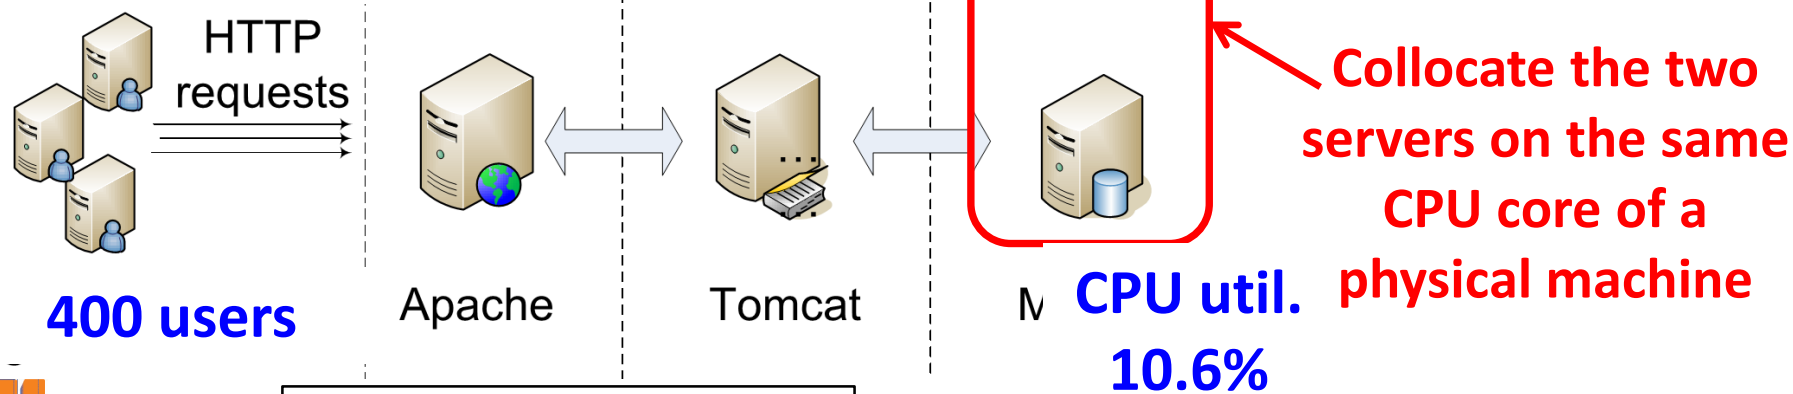 HTTP
requests
Collocate the two
servers on the same
CPU core of a
physical machine
400 users
Apache
Tomcat
CPU util.
10.6%